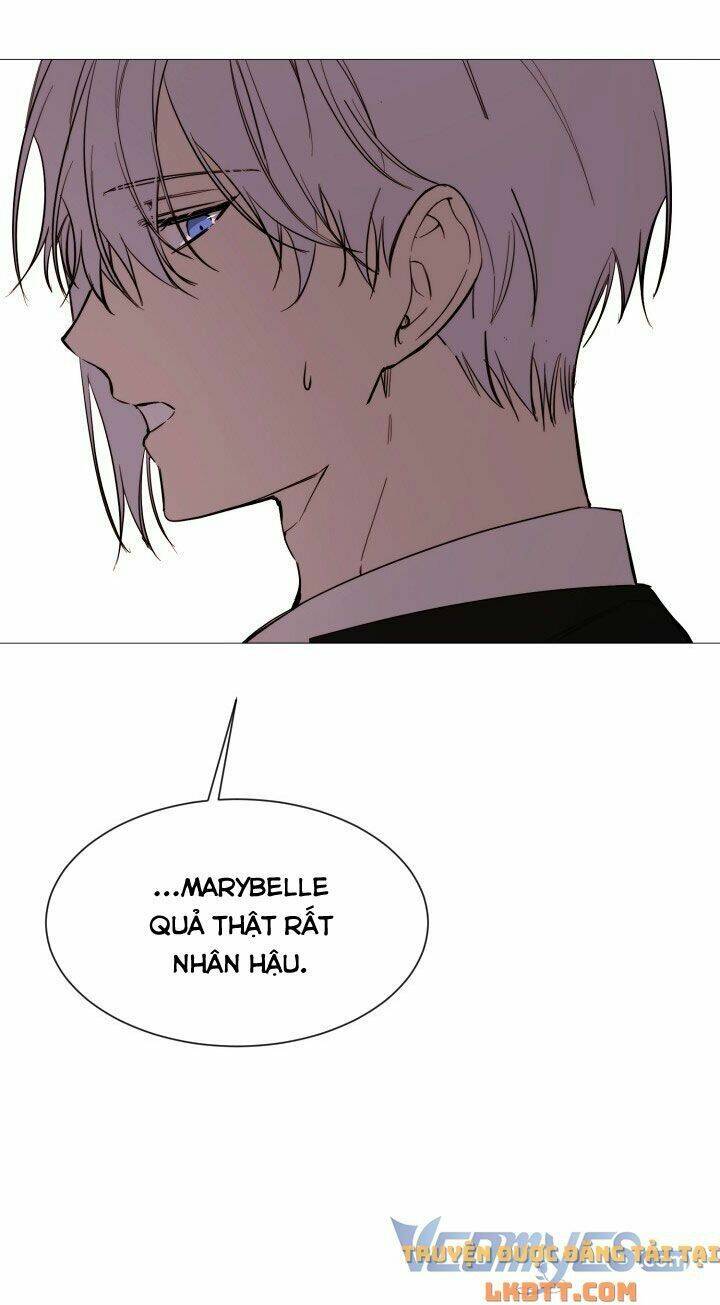 ...MARYBELLE
QUẢ THẬT RẤT
NHÂN HẬU.
TRUYỆN ĐƯỢC ĐĂNG TẢI TẠI
LKDTT.COM